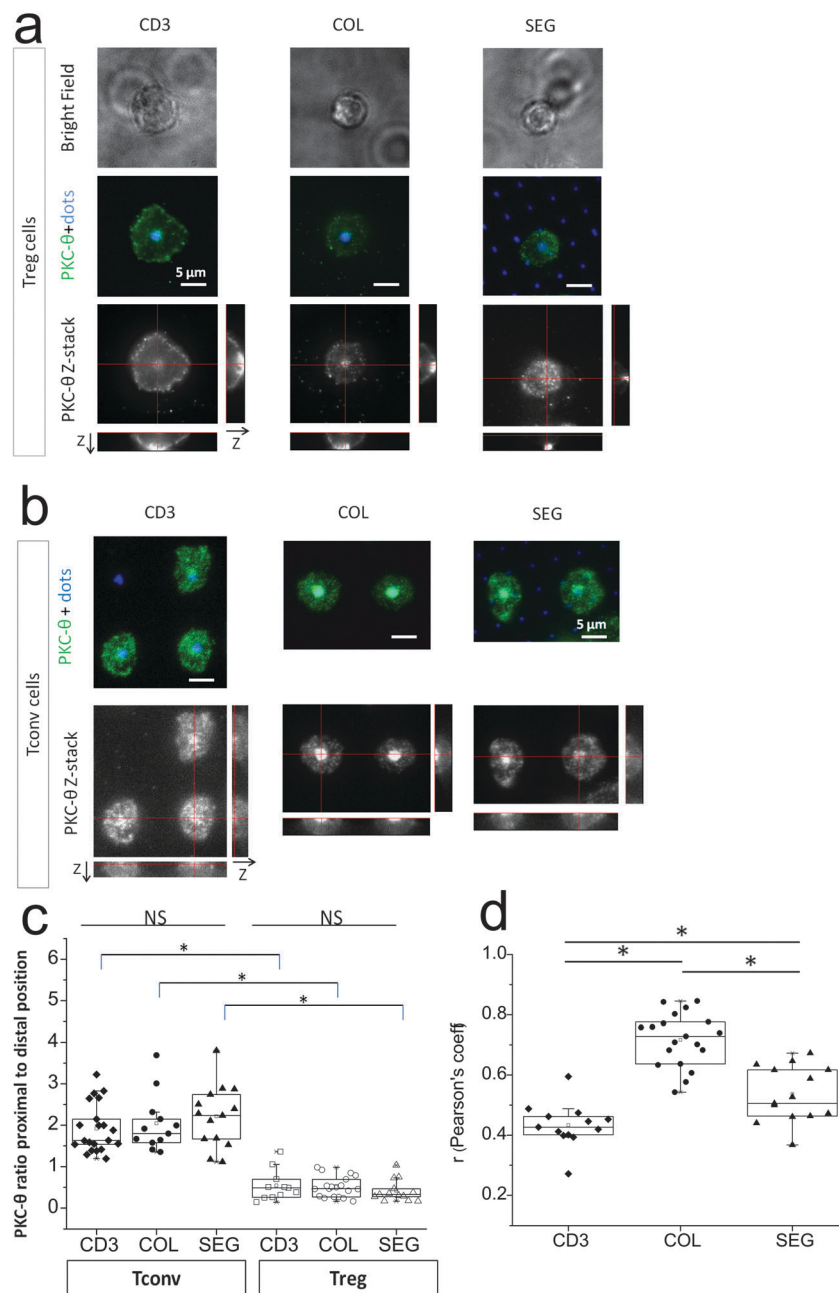 a
CD3 COL SEG
Treg cells
Bright Field
PKC-θ+dots
5 µm
PKC-θ Z-stack
Z
Z
b
CD3 COL SEG
Tconv cells
PKC-θ + dots
5 µm
PKC-θ Z-stack
Z
Z
c
NS NS
*
*
*
PKC-θ ratio proximal to distal position
6
5
4
3
2
1
0
CD3 COL SEG CD3 COL SEG
Tconv Treg
d
*
* *
r (Pearson's coeff
1.0
0.8
0.6
0.4
0.2
CD3 COL SEG